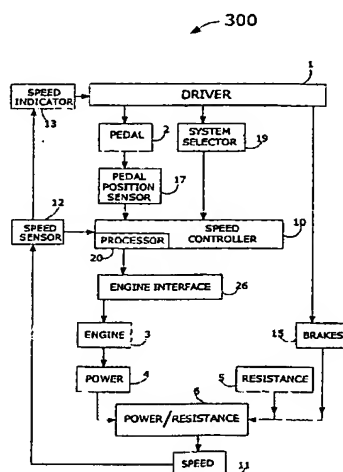 300
1
SPEED
INDICATOR
13
DRIVER
PEDAL
2
SYSTEM
SELECTOR
19
PEDAL
POSITION
SENSOR
17
12
SPEED
SENSOR
SPEED
CONTROLLER
10
PROCESSOR
20
ENGINE INTERFACE
26
ENGINE
3
15
BRAKES
POWER
4
5
RESISTANCE
6
POWER/RESISTANCE
SPEED
11